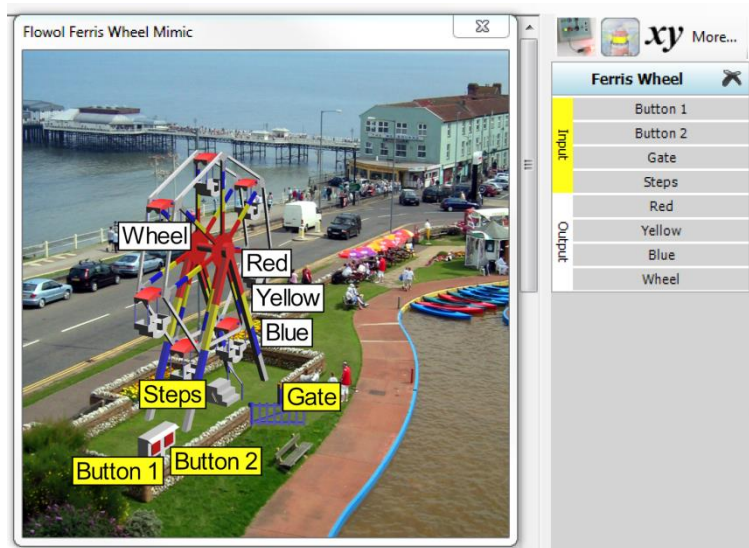 Flowol Ferris Wheel Mimic
Wheel
Red
Yellow
Blue
Steps
Gate
Button 1
Button 2
xy More...
Ferris Wheel
Input
Button 1
Button 2
Gate
Steps
Output
Red
Yellow
Blue
Wheel